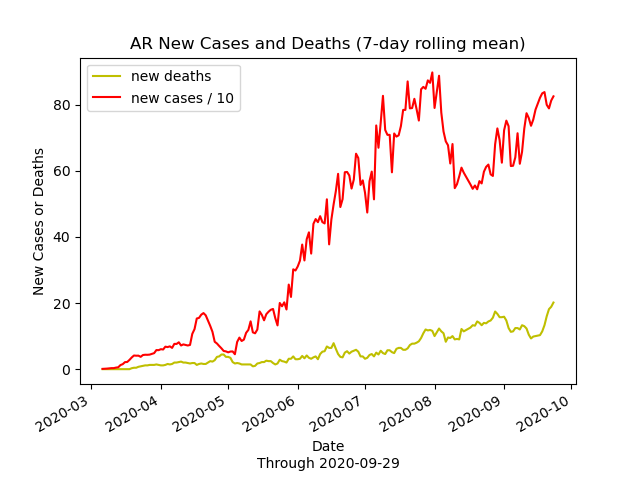 AR New Cases and Deaths (7-day rolling mean)
new deaths
new cases / 10
New Cases or Deaths
80
60
40
20
0
2020-03
2020-04
2020-05
2020-06
2020-07
2020-08
2020-09
2020-10
Date
Through 2020-09-29